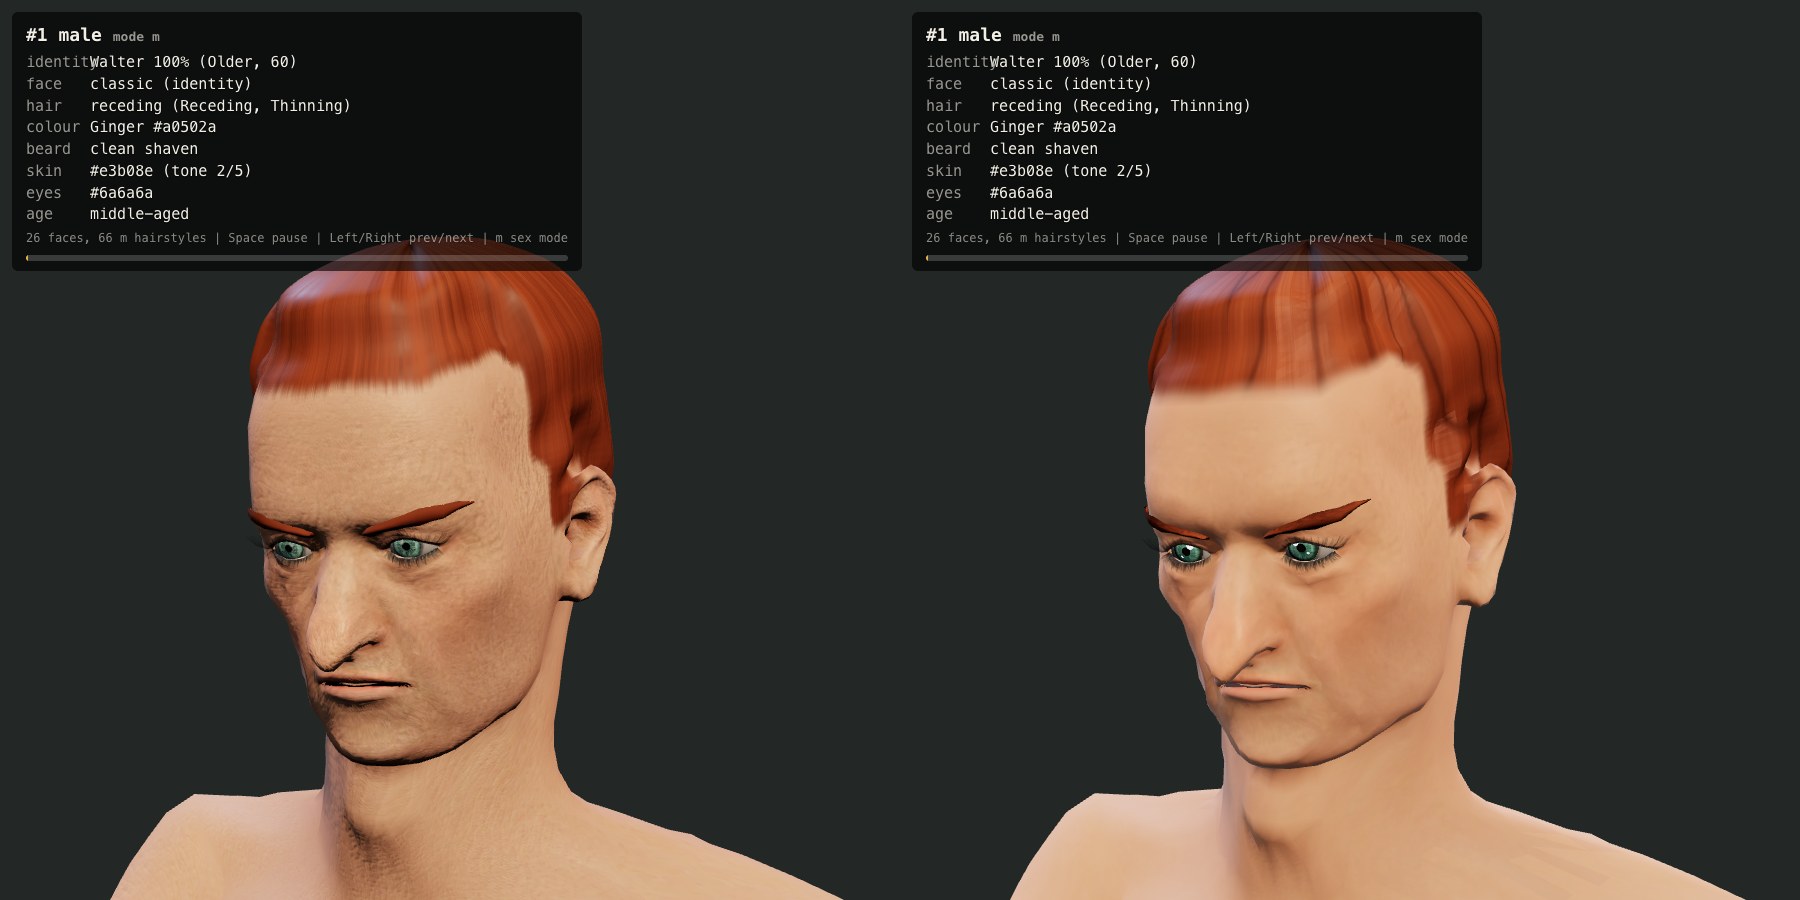 #1 male mode m
identity Walter 100% (Older, 60)
face classic (identity)
hair receding (Receding, Thinning)
colour Ginger #a0502a
beard clean shaven
skin #e3b08e (tone 2/5)
eyes #6a6a6a
age middle-aged
26 faces, 66 m hairstyles | Space pause | Left/Right prev/next | m sex mode
#1 male mode m
identity Walter 100% (Older, 60)
face classic (identity)
hair receding (Receding, Thinning)
colour Ginger #a0502a
beard clean shaven
skin #e3b08e (tone 2/5)
eyes #6a6a6a
age middle-aged
26 faces, 66 m hairstyles | Space pause | Left/Right prev/next | m sex mode